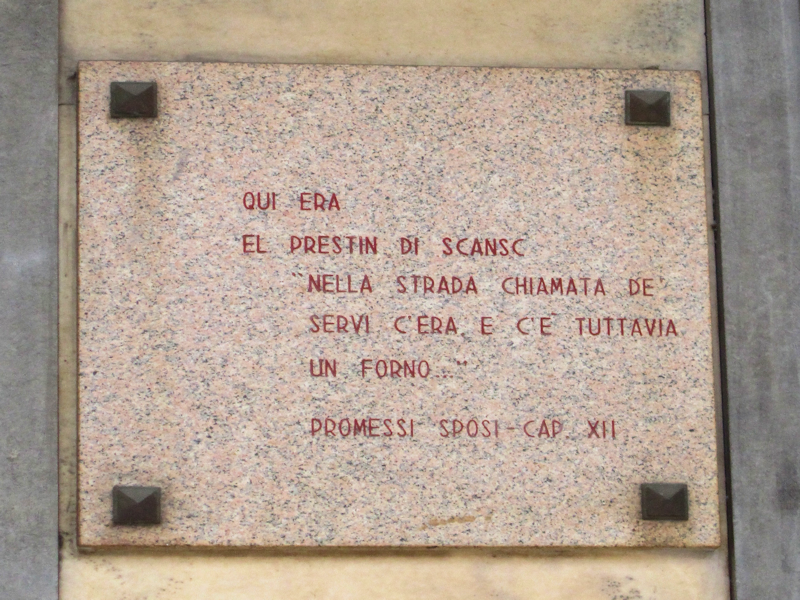 QUI ERA
EL PRESTIN DI SCANSC
"NELLA STRADA CHIAMATA DE'
SERVI C'ERA E C'E' TUTTAVIA
UN FORNO..."
PROMESSI SPOSI - CAP. XII